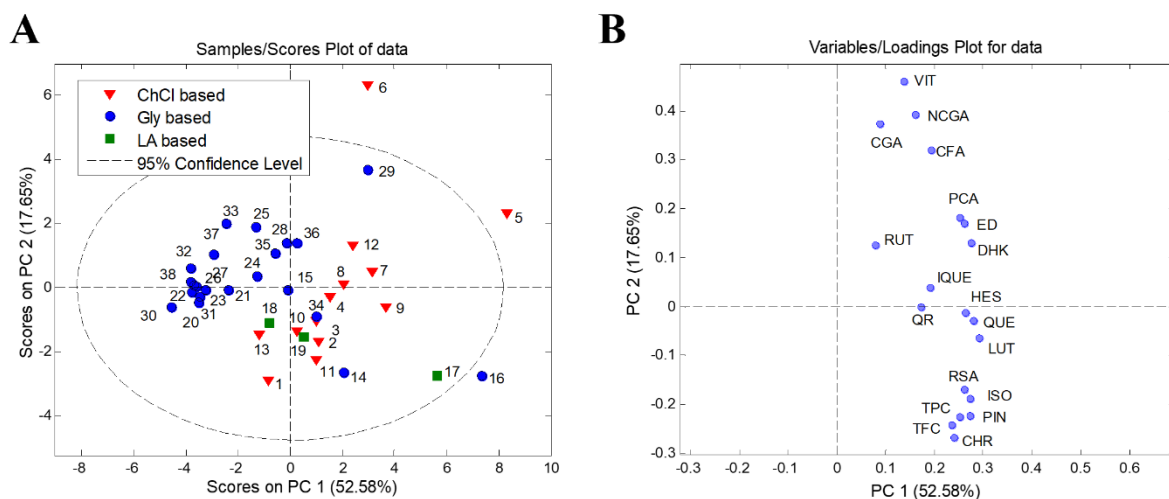 A
Samples/Scores Plot of data
ChCl based
Gly based
LA based
95% Confidence Level
Scores on PC 2 (17.65%)
6
4
2
0
-2
-4
-8
-6
-4
-2
0
2
4
6
8
10
Scores on PC 1 (52.58%)
6
29
5
33
25
28
36
12
37
35
7
32
24
8
38
27
26
15
4
9
22
23
21
34
30
20
31
18
10
3
13
19
2
1
11
14
17
16
B
Variables/Loadings Plot for data
PC 2 (17.65%)
0.4
0.3
0.2
0.1
0
-0.1
-0.2
-0.3
-0.3
-0.2
-0.1
0
0.1
0.2
0.3
0.4
0.5
0.6
PC 1 (52.58%)
VIT
NCGA
CGA
CFA
PCA
ED
RUT
DHK
IQUE
HES
QR
QUE
LUT
RSA
ISO
TPC
PIN
TFC
CHR